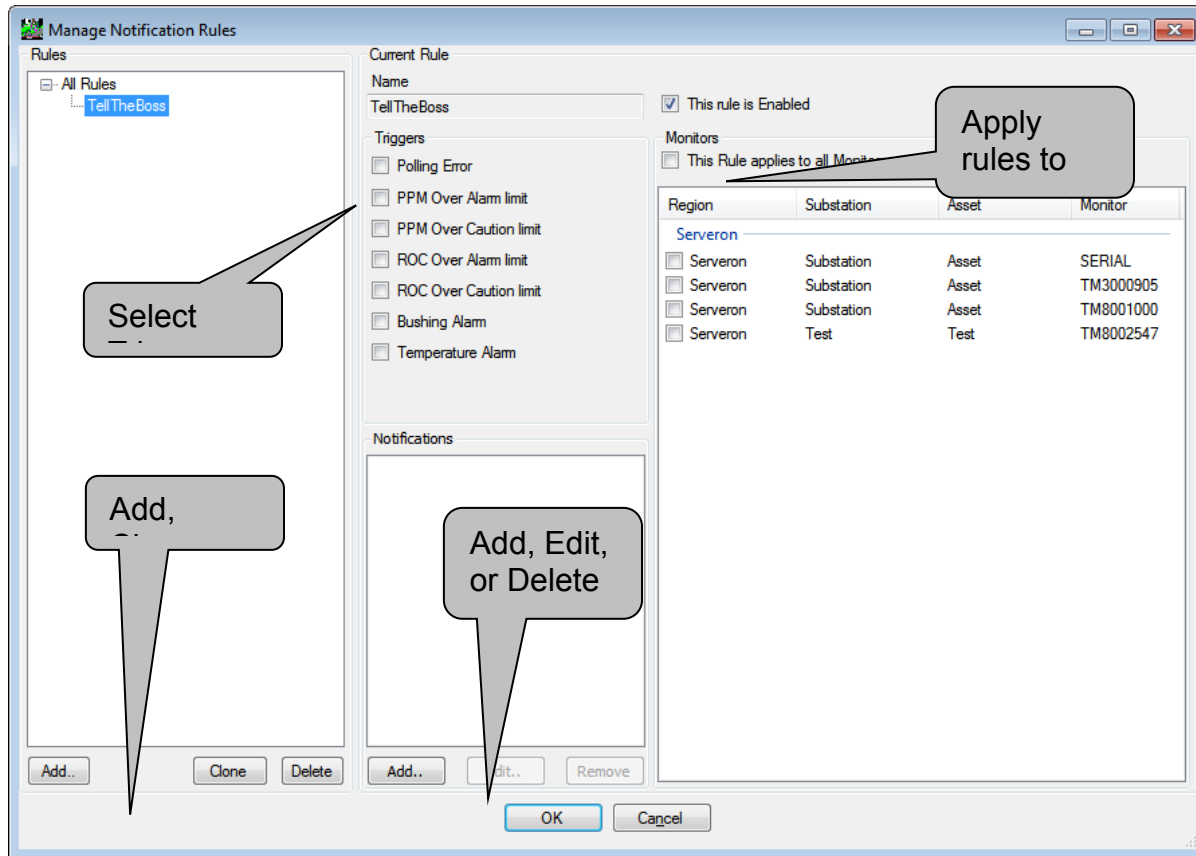 Manage Notification Rules
Rules
All Rules
TellTheBoss
Add..
Clone
Delete
Current Rule
Name
TellTheBoss
This rule is Enabled
Triggers
Polling Error
PPM Over Alarm limit
PPM Over Caution limit
ROC Over Alarm limit
ROC Over Caution limit
Bushing Alarm
Temperature Alarm
Notifications
Add..
Remove
Monitors
This Rule applies to all
Region Substation Asset Monitor
Serveron
Serveron Substation Asset SERIAL
Serveron Substation Asset TM3000905
Serveron Substation Asset TM8001000
Serveron Test Test TM8002547
OK
Cancel
Select
Add,
Add, Edit,
or Delete
Apply
rules to